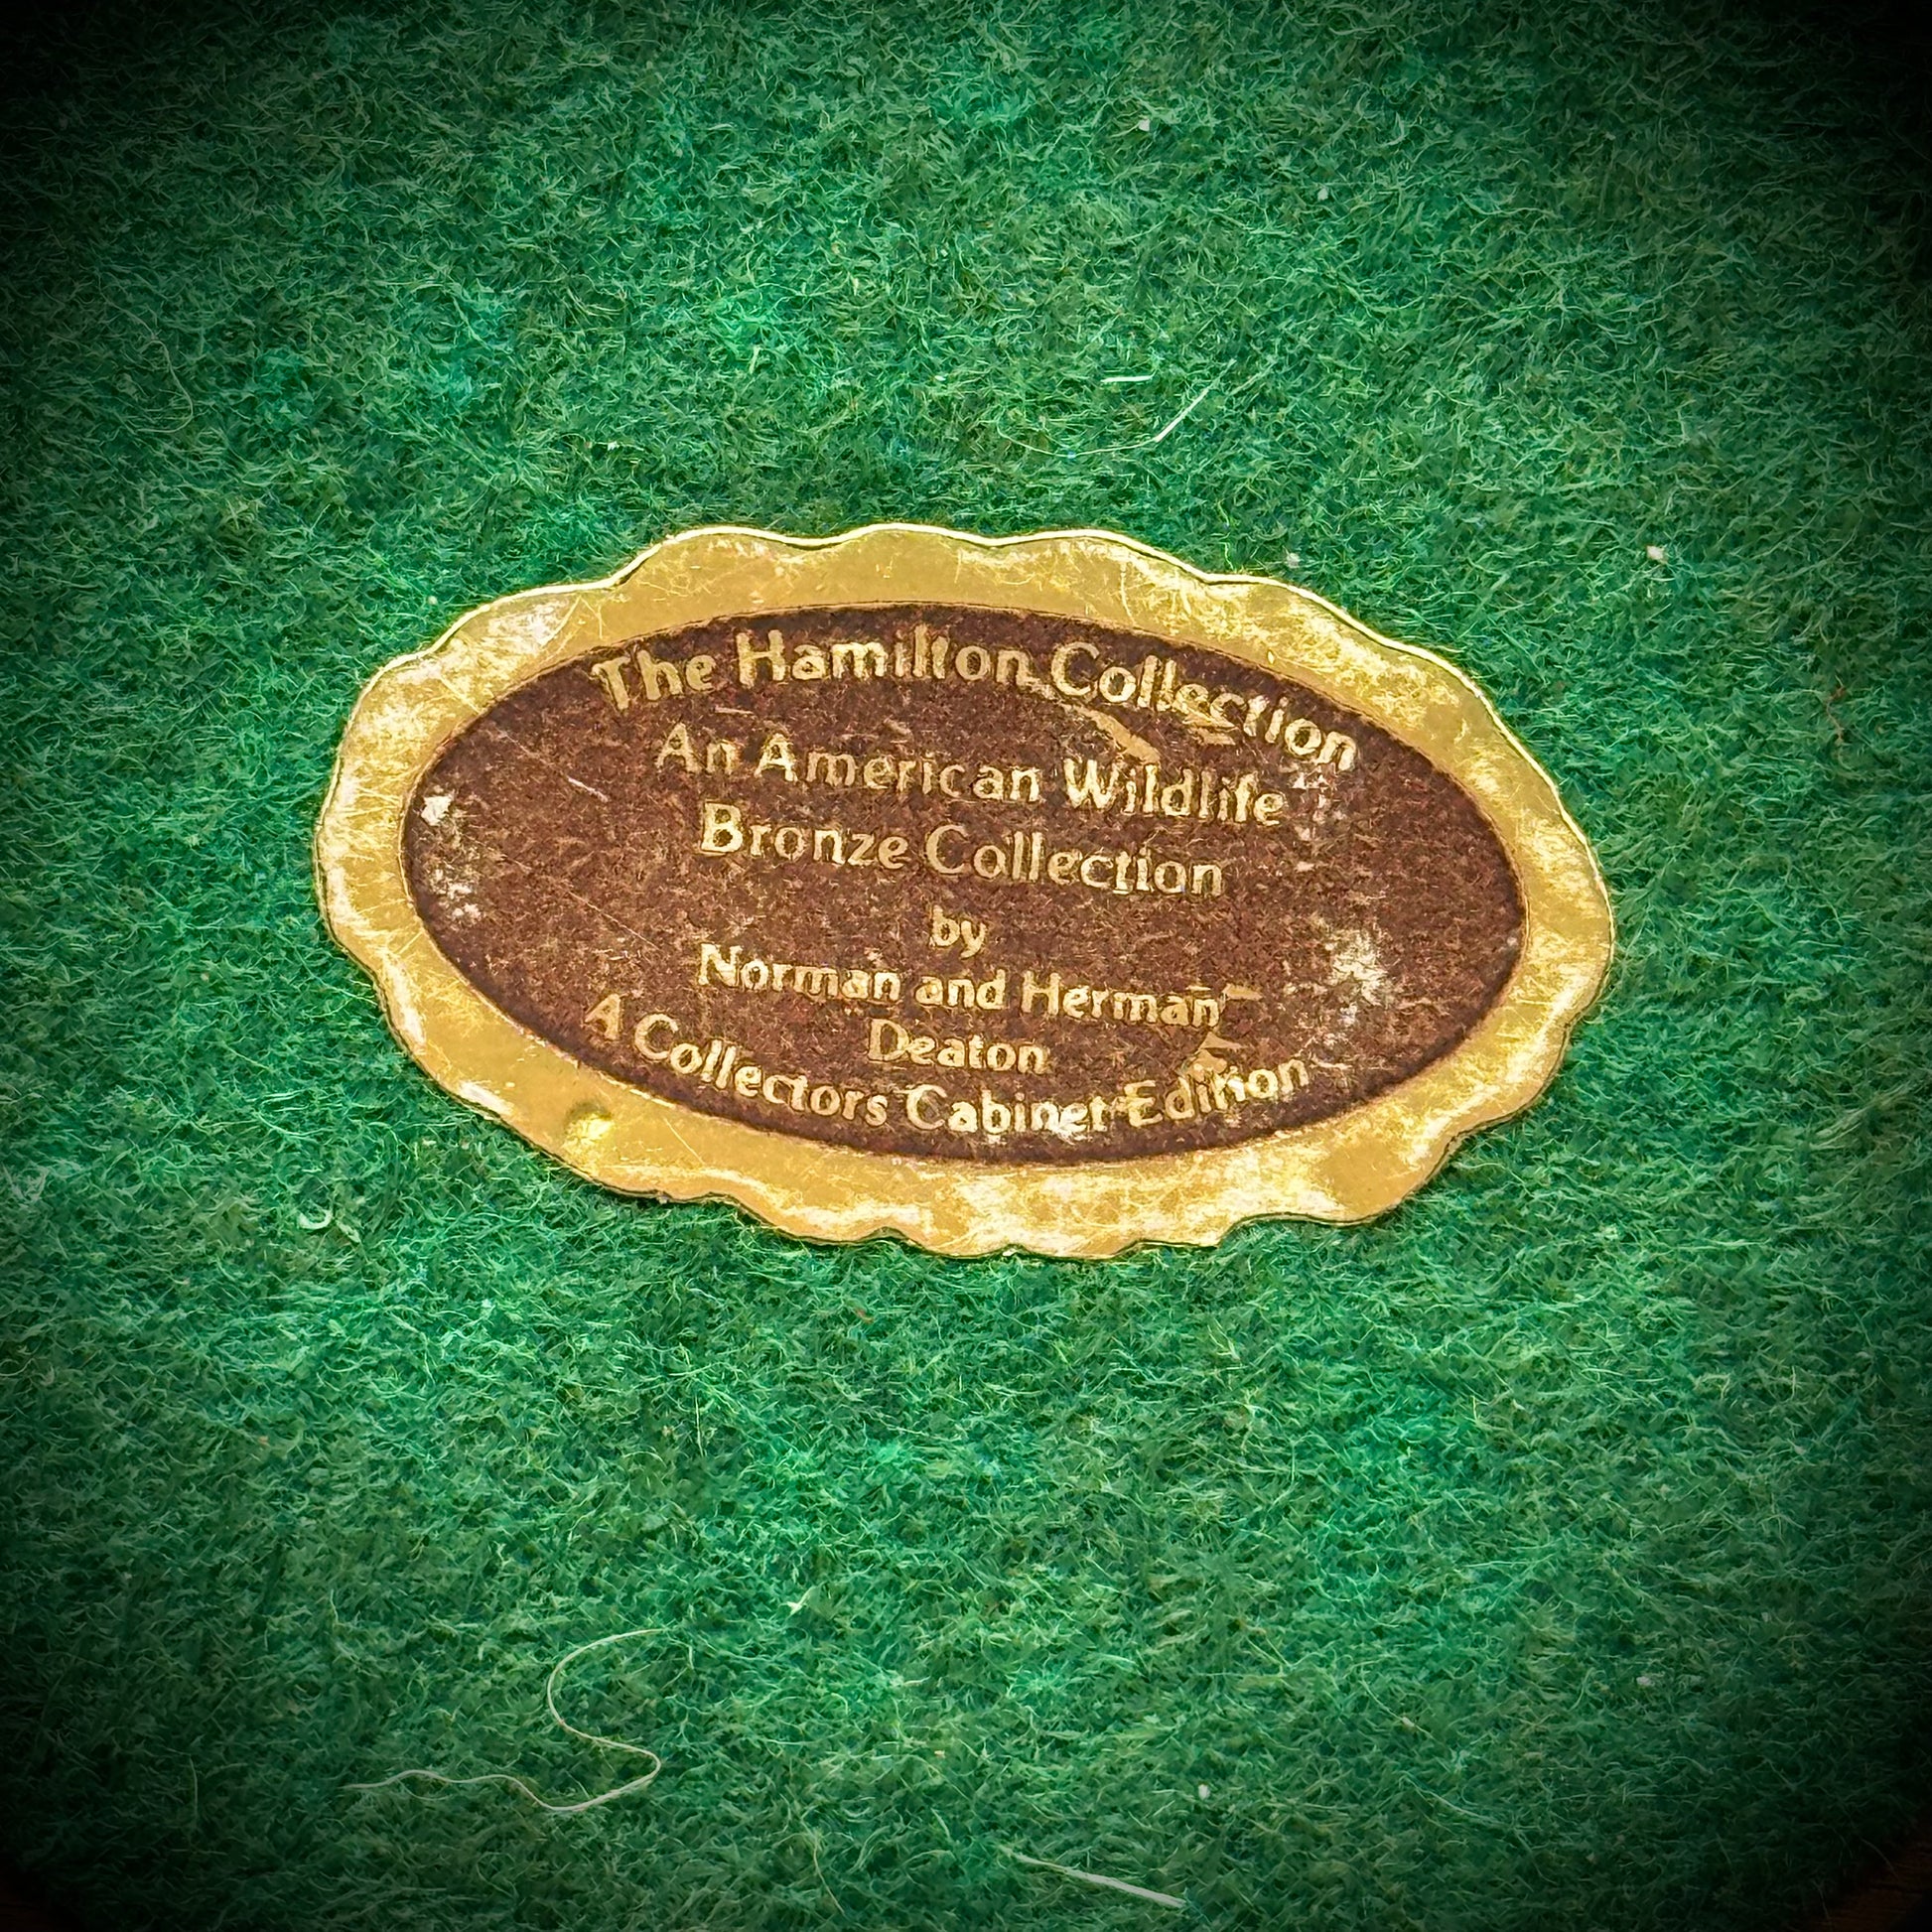 The Hamilton Collection
An American Wildlife
Bronze Collection
by
Norman and Herman
Deaton
A Collectors Cabinet Edition